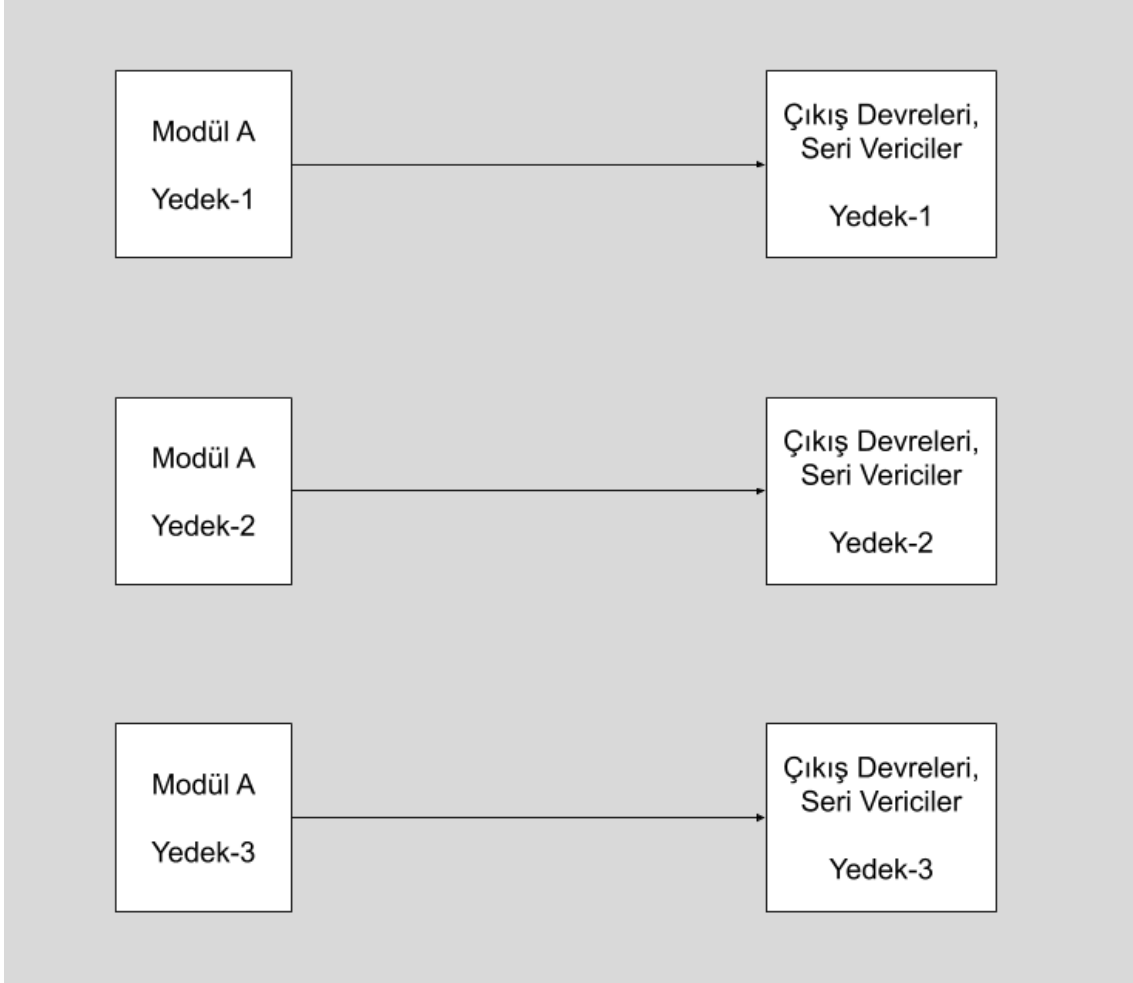 Modül A
Yedek-1
Çıkış Devreleri,
Seri Vericiler
Yedek-1
Modül A
Yedek-2
Çıkış Devreleri,
Seri Vericiler
Yedek-2
Modül A
Yedek-3
Çıkış Devreleri,
Seri Vericiler
Yedek-3